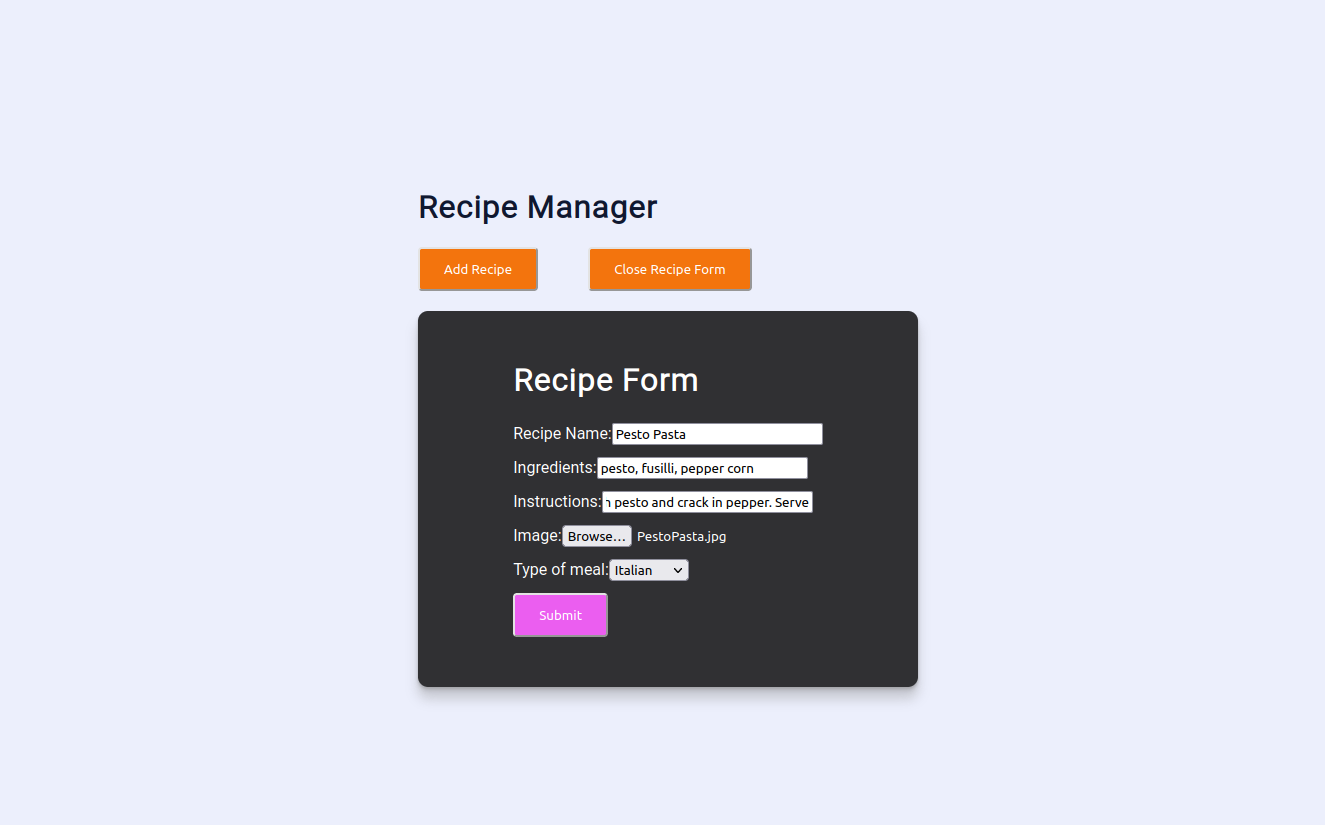 Recipe Manager
Add Recipe Close Recipe Form
Recipe Form
Recipe Name: Pesto Pasta
Ingredients: pesto, fusilli, pepper corn
Instructions: pesto and crack in pepper. Serve
Image: Browse... PestoPasta.jpg
Type of meal: Italian
Submit